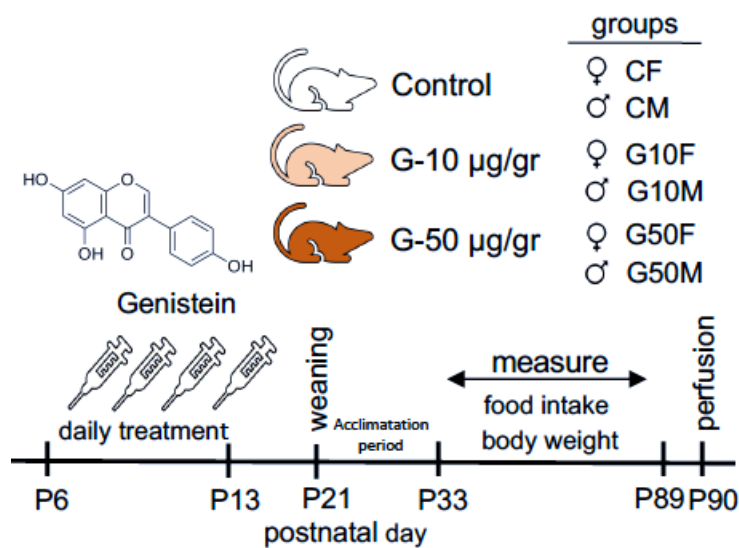 groups
Control
♀ CF
♂ CM
G-10 µg/gr
♀ G10F
♂ G10M
G-50 µg/gr
♀ G50F
♂ G50M
HO
O
OH
O
OH
Genistein
daily treatment
weaning
Acclimatation
period
measure
food intake
body weight
perfusion
P6
P13
P21
P33
P89
P90
postnatal day